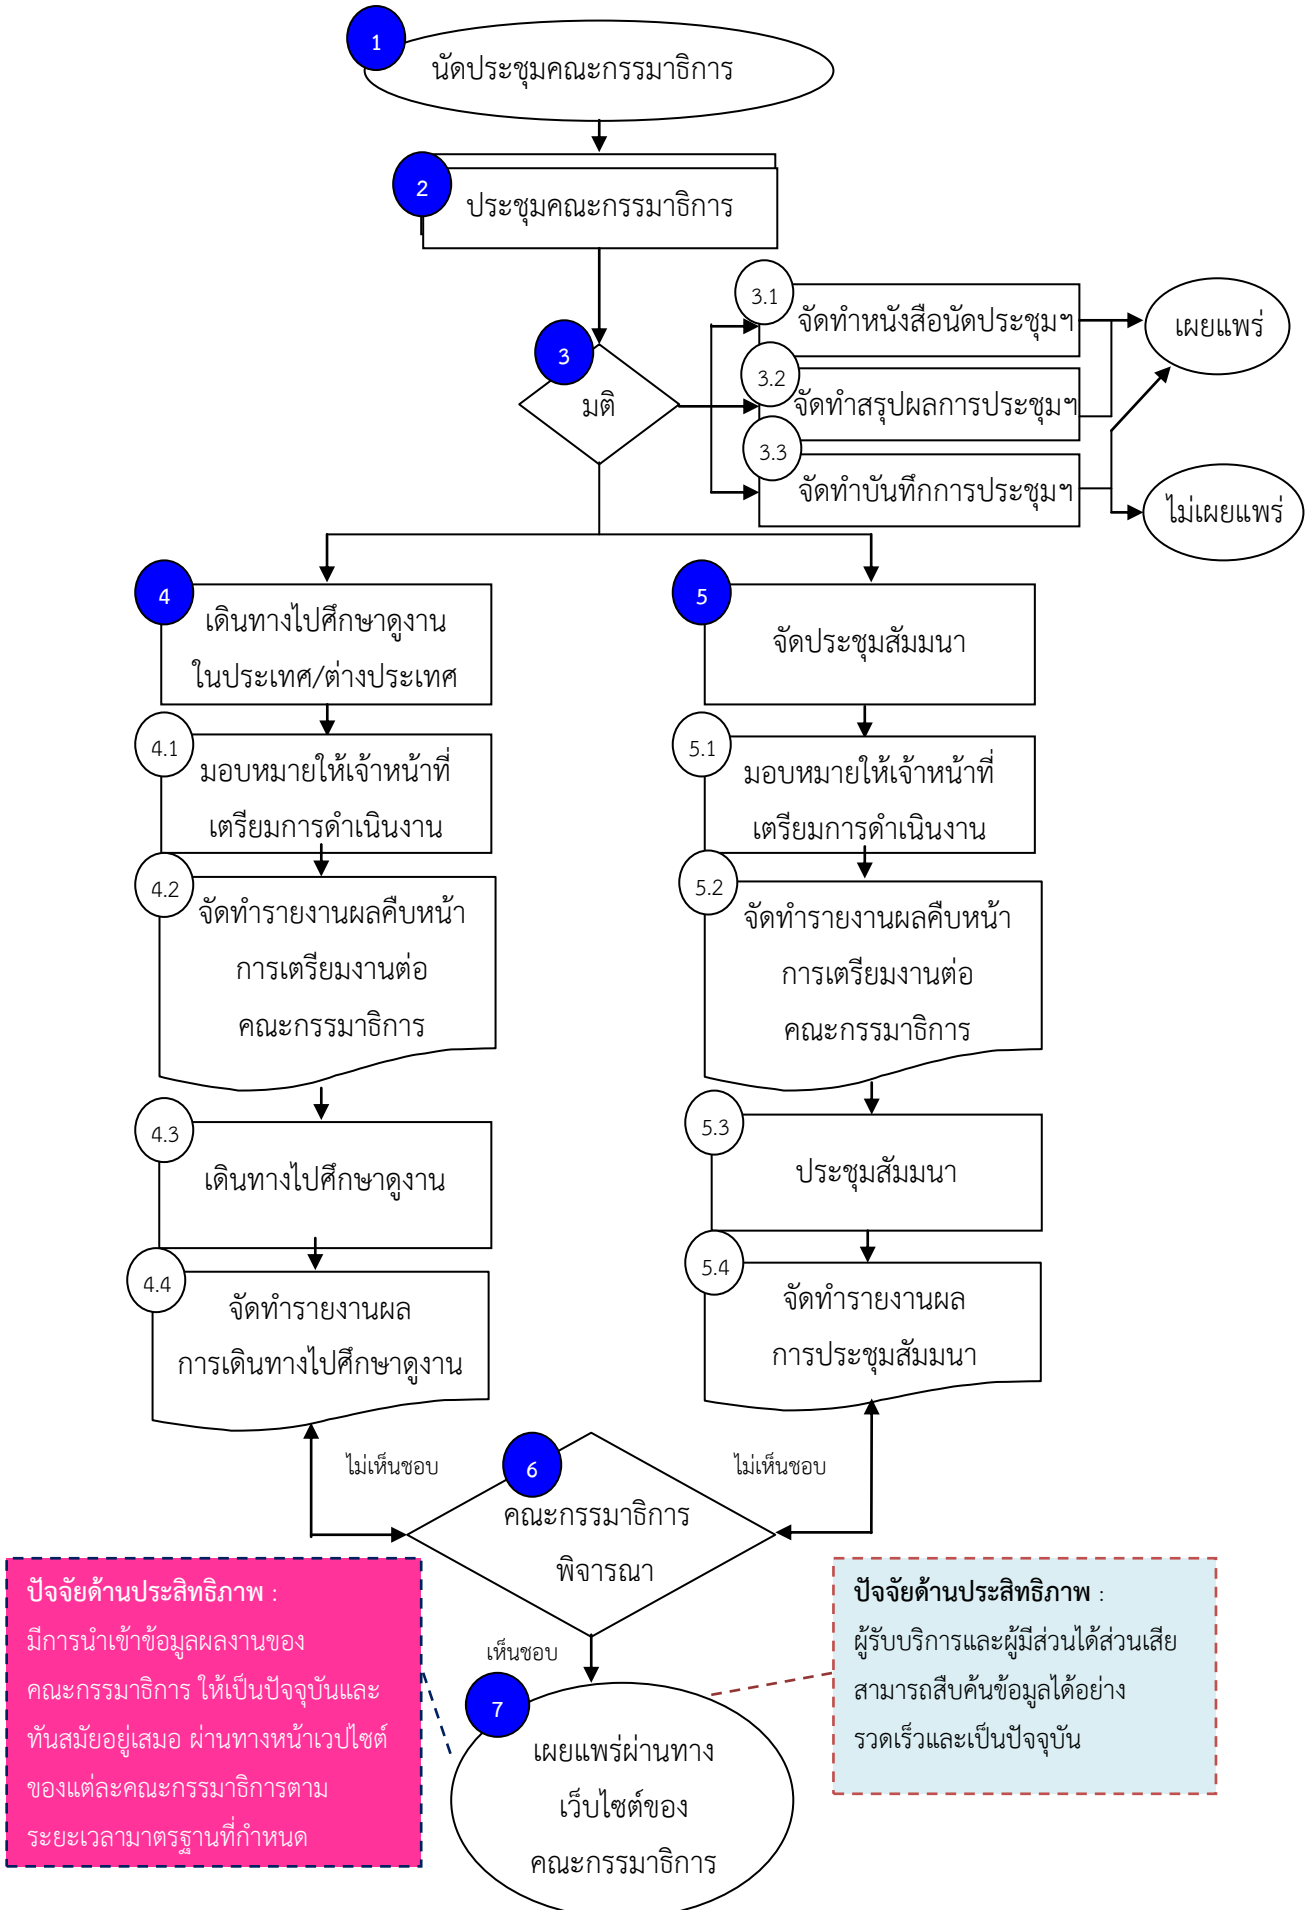 1
นัดประชุมคณะกรรมาธิการ
2
ประชุมคณะกรรมาธิการ
3
มติ
3.1
จัดทำหนังสือนัดประชุมฯ
เผยแพร่
3.2
จัดทำสรุปผลการประชุมฯ
3.3
จัดทำบันทึกการประชุมฯ
ไม่เผยแพร่
4
เดินทางไปศึกษาดูงาน
ในประเทศ/ต่างประเทศ
4.1
มอบหมายให้เจ้าหน้าที่
เตรียมการดำเนินงาน
4.2
จัดทำรายงานผลคืบหน้า
การเตรียมงานต่อ
คณะกรรมาธิการ
4.3
เดินทางไปศึกษาดูงาน
4.4
จัดทำรายงานผล
การเดินทางไปศึกษาดูงาน
5
จัดประชุมสัมมนา
5.1
มอบหมายให้เจ้าหน้าที่
เตรียมการดำเนินงาน
5.2
จัดทำรายงานผลคืบหน้า
การเตรียมงานต่อ
คณะกรรมาธิการ
5.3
ประชุมสัมมนา
5.4
จัดทำรายงานผล
การประชุมสัมมนา
ไม่เห็นชอบ
ไม่เห็นชอบ
6
คณะกรรมาธิการ
พิจารณา
เห็นชอบ
7
เผยแพร่ผ่านทาง
เว็บไซต์ของ
คณะกรรมาธิการ
ปัจจัยด้านประสิทธิภาพ :
มีการนำเข้าข้อมูลผลงานของ
คณะกรรมาธิการ ให้เป็นปัจจุบันและ
ทันสมัยอยู่เสมอ ผ่านทางหน้าเวปไซต์
ของแต่ละคณะกรรมาธิการตาม
ระยะเวลามาตรฐานที่กำหนด
ปัจจัยด้านประสิทธิภาพ :
ผู้รับบริการและผู้มีส่วนได้ส่วนเสีย
สามารถสืบค้นข้อมูลได้อย่าง
รวดเร็วและเป็นปัจจุบัน